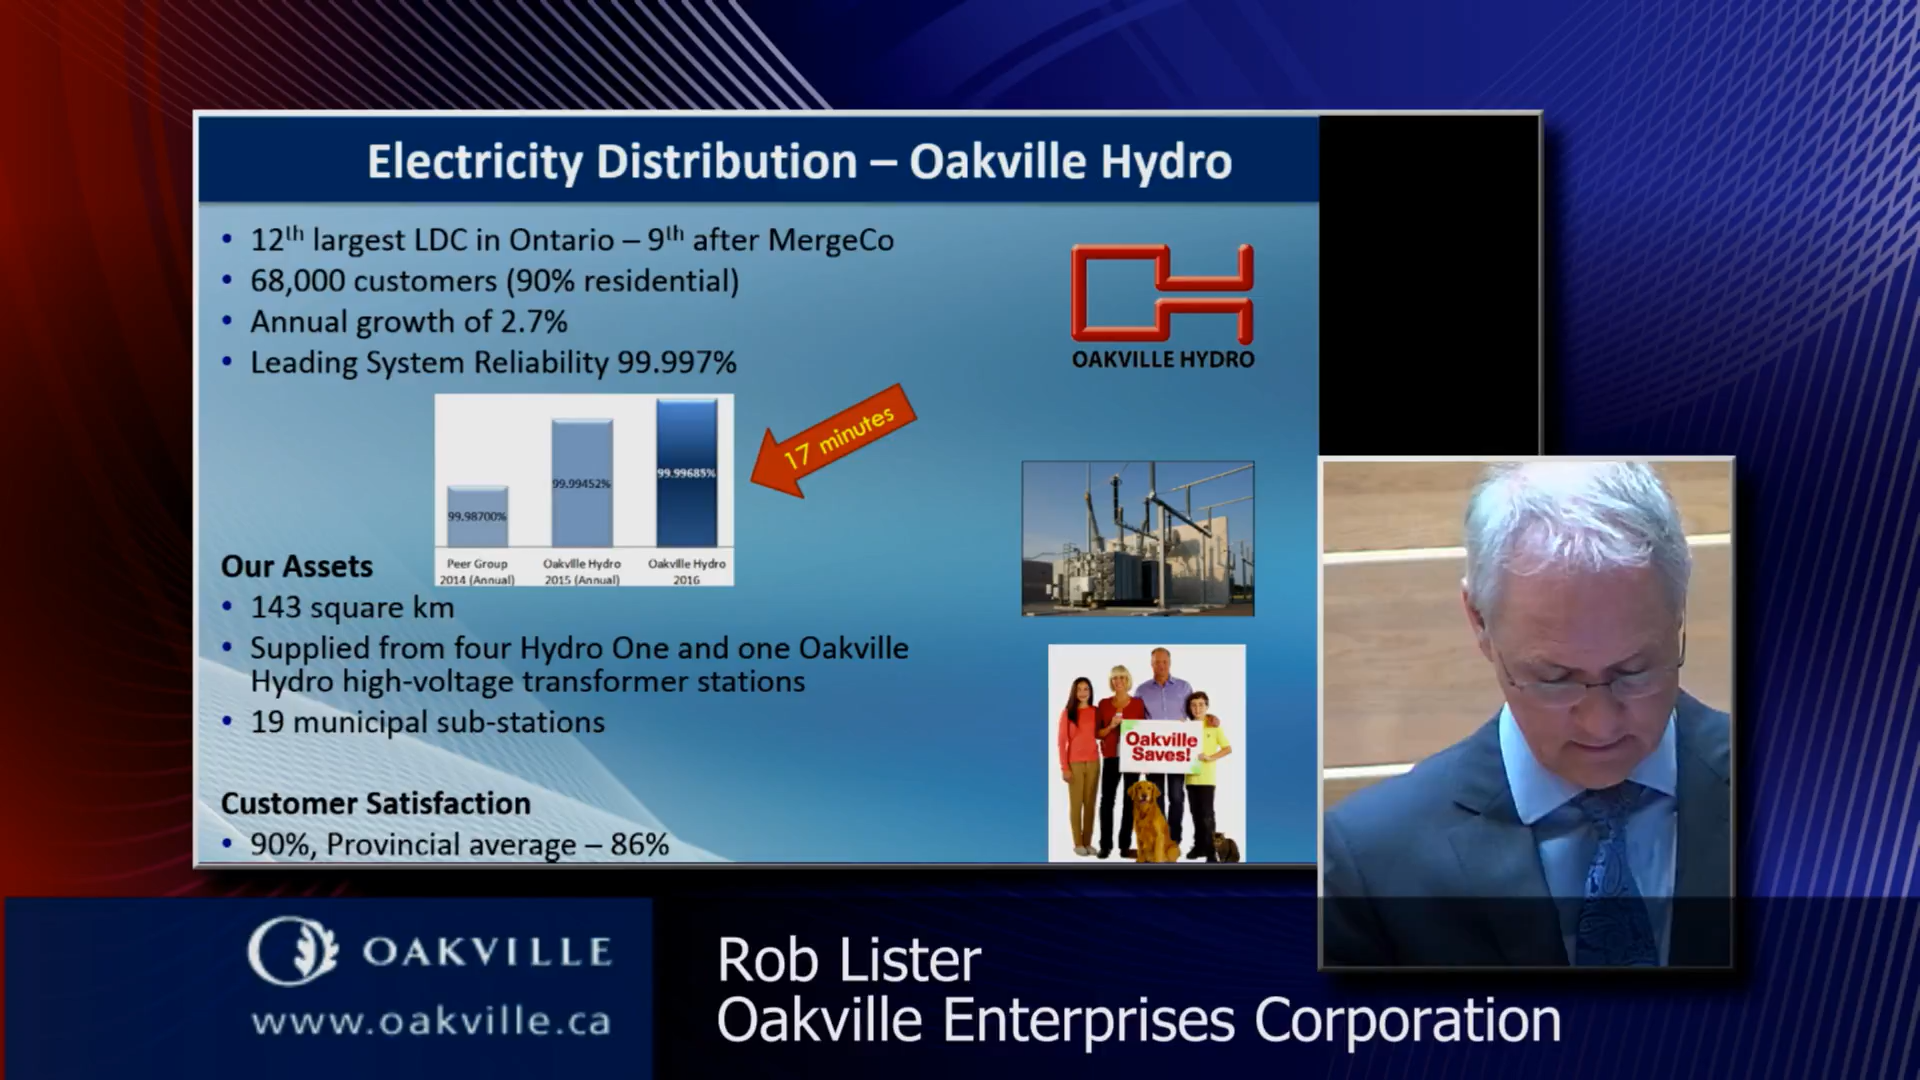 Electricity Distribution – Oakville Hydro
• 12th largest LDC in Ontario – 9th after MergeCo
• 68,000 customers (90% residential)
• Annual growth of 2.7%
• Leading System Reliability 99.997%
OAKVILLE HYDRO
17 minutes
99.98700%
99.99452%
99.99685%
Peer Group
2014 (Annual)
Oakville Hydro
2015 (Annual)
Oakville Hydro
2016
Our Assets
• 143 square km
• Supplied from four Hydro One and one Oakville
Hydro high-voltage transformer stations
• 19 municipal sub-stations
Oakville
Saves!
Customer Satisfaction
• 90%, Provincial average – 86%
OAKVILLE
www.oakville.ca
Rob Lister
Oakville Enterprises Corporation